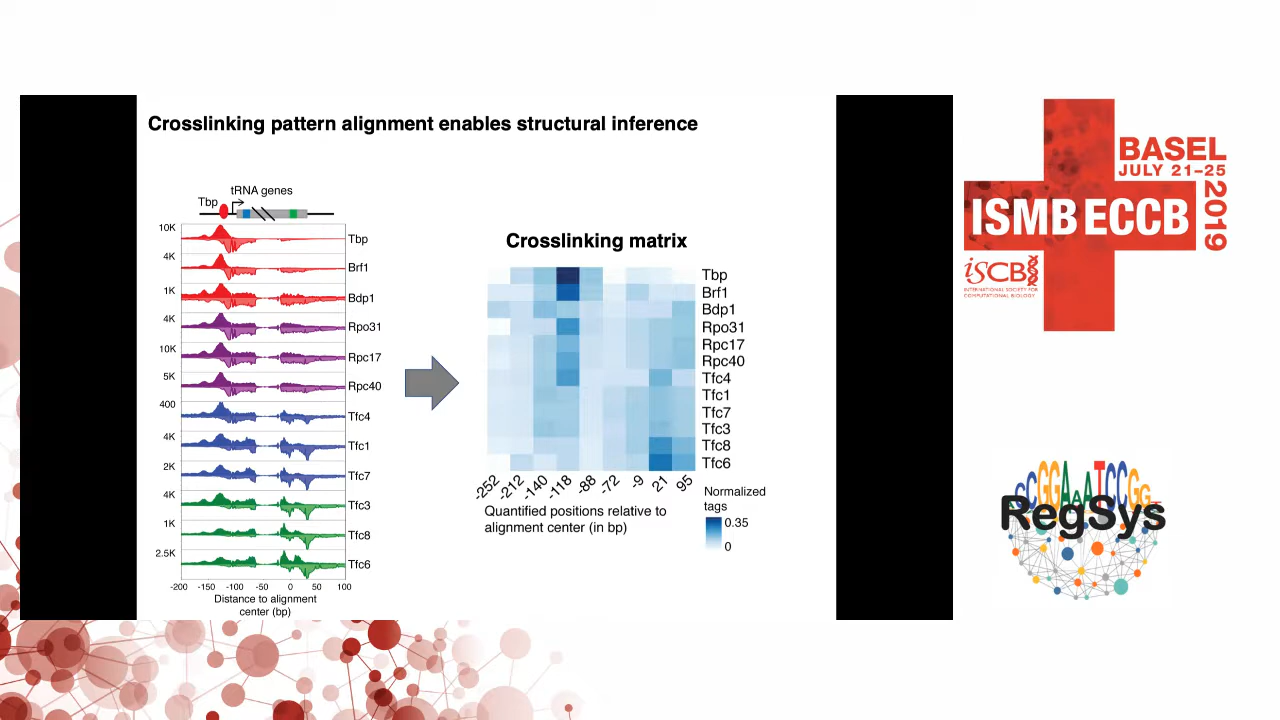 Crosslinking pattern alignment enables structural inference
tRNA genes
Tbp
10K
Tbp
4K
Brf1
1K
Bdp1
4K
Rpo31
10K
Rpc17
5K
Rpc40
400
Tfc4
4K
Tfc1
2K
Tfc7
4K
Tfc3
1K
Tfc8
2.5K
Tfc6
-200 -150 -100 -50 0 50 100
Distance to alignment
center (bp)
Crosslinking matrix
Tbp
Brf1
Bdp1
Rpo31
Rpc17
Rpc40
Tfc4
Tfc1
Tfc7
Tfc3
Tfc8
Tfc6
-252 -212 -140 -118 -88 -72 -9 21 95
Quantified positions relative to
alignment center (in bp)
Normalized
tags
0.35
0
BASEL
JULY 21–25
2019
ISMB ECCB
ISCB
INTERNATIONAL SOCIETY FOR
COMPUTATIONAL BIOLOGY
CCGGAAATCCGG
RegSys